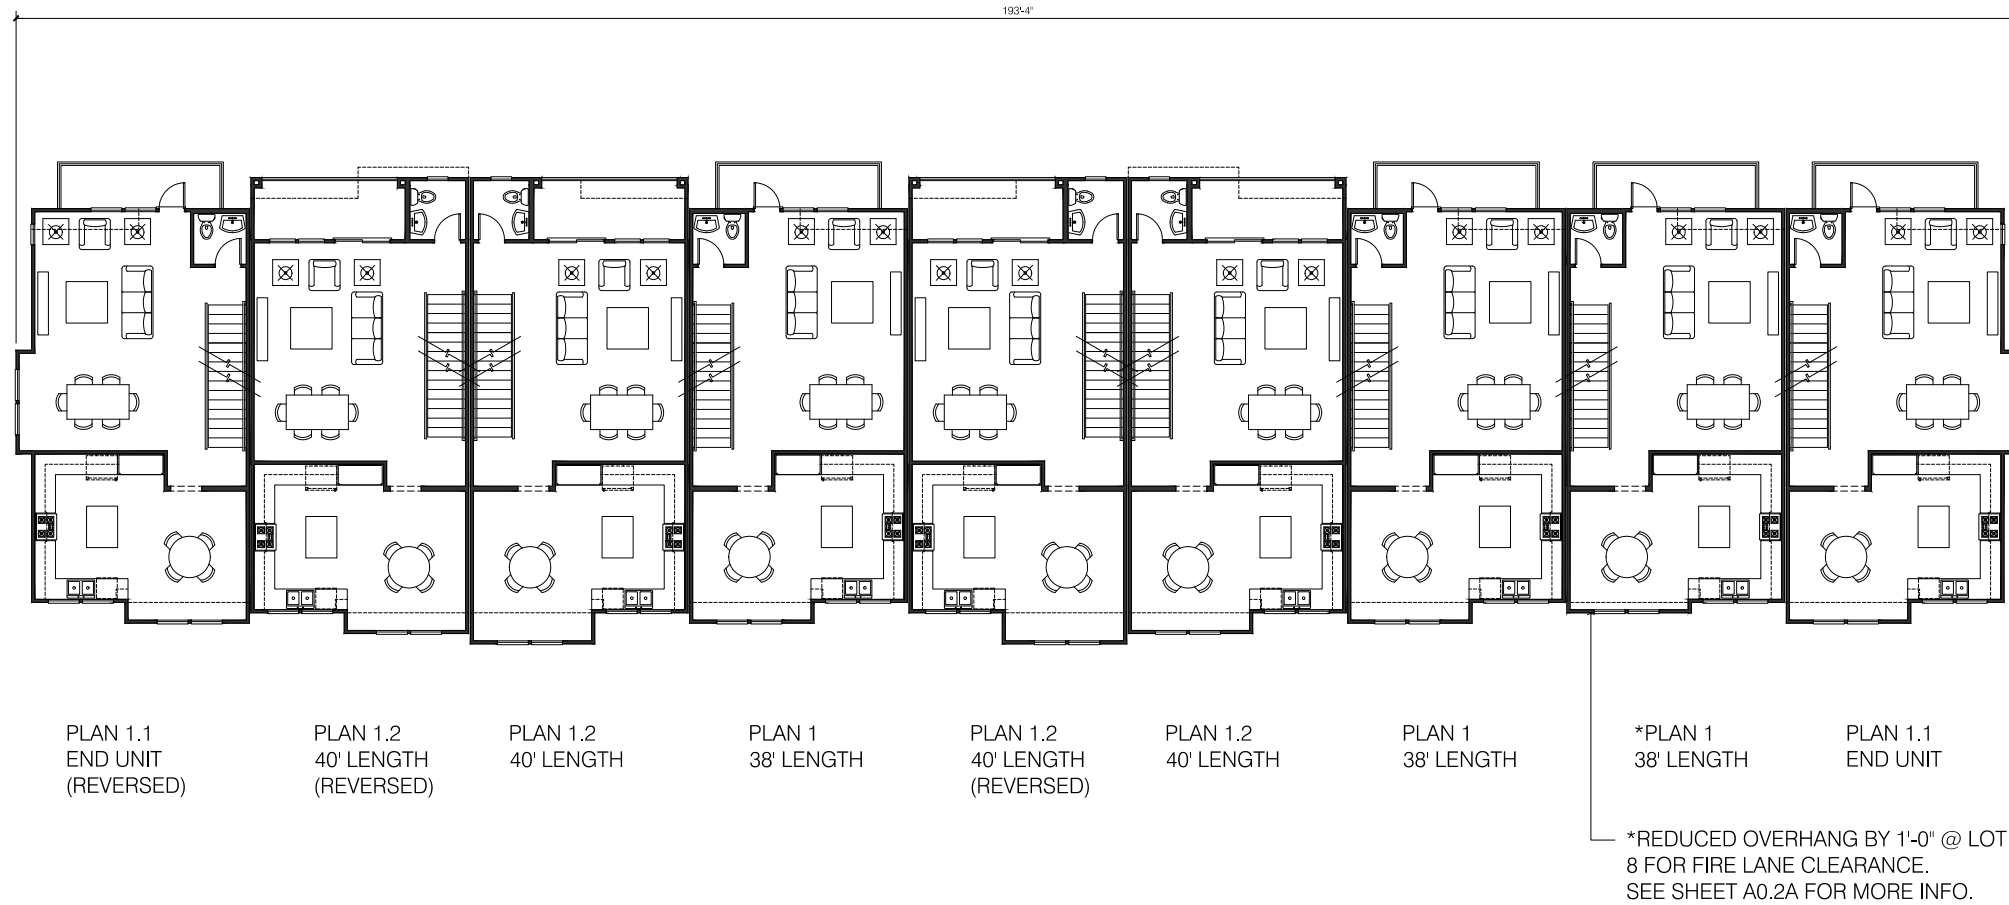 193'-4"
PLAN 1.1
END UNIT
(REVERSED)
PLAN 1.2
40' LENGTH
(REVERSED)
PLAN 1.2
40' LENGTH
PLAN 1
38' LENGTH
PLAN 1.2
40' LENGTH
(REVERSED)
PLAN 1.2
40' LENGTH
PLAN 1
38' LENGTH
*PLAN 1
38' LENGTH
PLAN 1.1
END UNIT
*REDUCED OVERHANG BY 1'-0" @ LOT
8 FOR FIRE LANE CLEARANCE.
SEE SHEET A0.2A FOR MORE INFO.